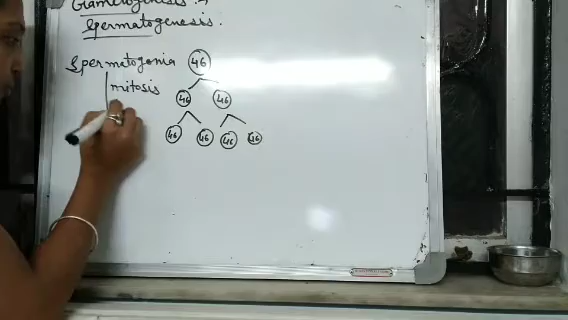 Gametogenesis :→
Spermatogenesis.
Spermatogonia 46
mitosis 46 46
46 46 46 46